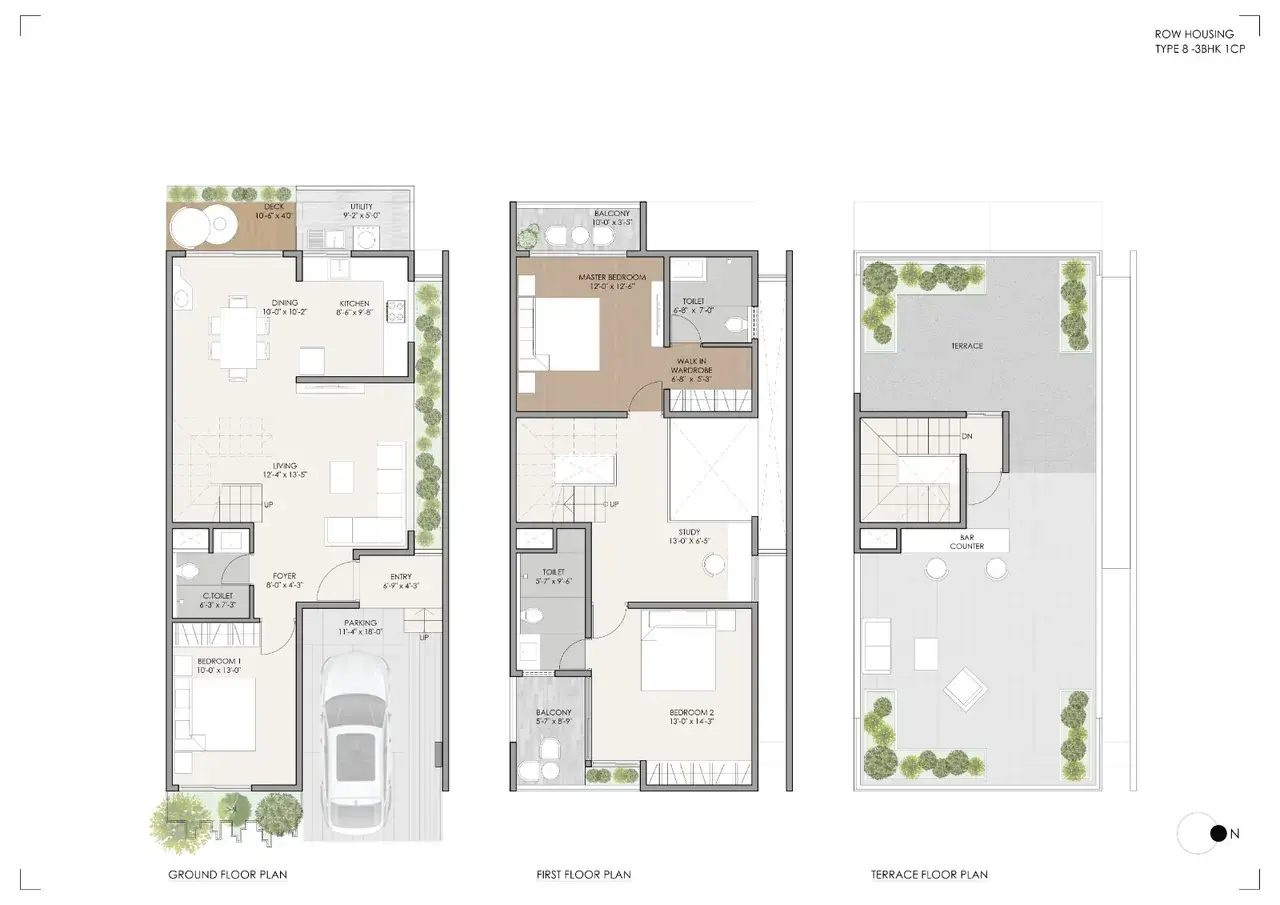 ROW HOUSING
TYPE 8 -3BHK 1CP
DECK
10'-6" x 4'0"
UTILITY
9'-2" x 5'-0"
DINING
10'-0" x 10'-2"
KITCHEN
8'-6" x 9'-8"
LIVING
12'-4" x 13'-5"
UP
FOYER
8'-0" x 4'-3"
ENTRY
6'-9" x 4'-3"
C.TOILET
6'-3" x 7'-3"
PARKING
11'-4" x 18'-0"
UP
BEDROOM 1
10'-0" x 13'-0"
GROUND FLOOR PLAN
BALCONY
10'-0" x 3'-5"
MASTER BEDROOM
12'-0" x 12'-6"
TOILET
6'-8" x 7'-0"
WALK IN
WARDROBE
6'-8" x 5'-3"
UP
STUDY
13'-0" X 6'-5"
TOILET
5'-7" x 9'-6"
BALCONY
5'-7" x 8'-9"
BEDROOM 2
13'-0" x 14'-3"
FIRST FLOOR PLAN
TERRACE
DN
BAR
COUNTER
TERRACE FLOOR PLAN
N